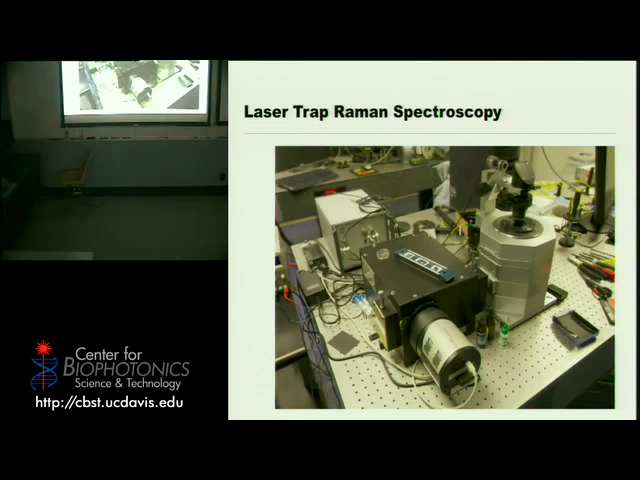 Laser Trap Raman Spectroscopy
Center for
BIOPHOTONICS
Science & Technology
http://cbst.ucdavis.edu